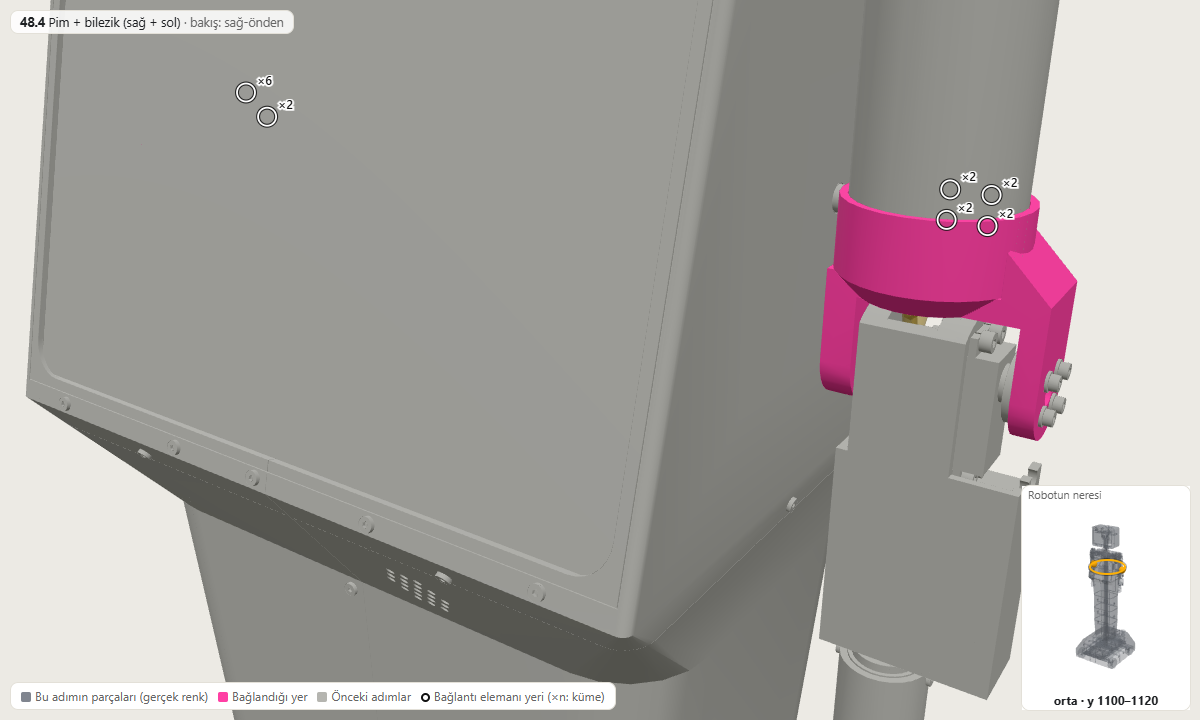 48.4 Pim + bilezik (sağ + sol) · bakış: sağ-önden
×6
×2
×2
×2
×2
×2
Robotun neresi
orta · y 1100–1120
Bu adımın parçaları (gerçek renk) Bağlandığı yer Önceki adımlar Bağlantı elemanı yeri (×n: küme)